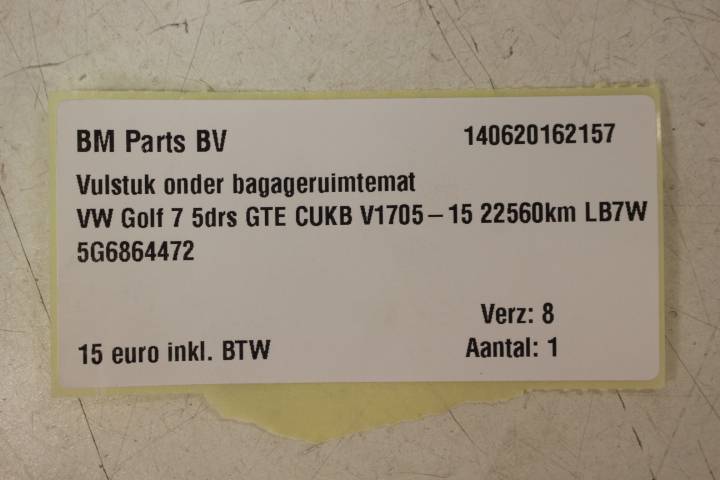 BM Parts BV 140620162157
Vulstuk onder bagageruimtemat
VW Golf 7 5drs GTE CUKB V1705-15 22560km LB7W
5G6864472
Verz: 8
15 euro inkl. BTW Aantal: 1